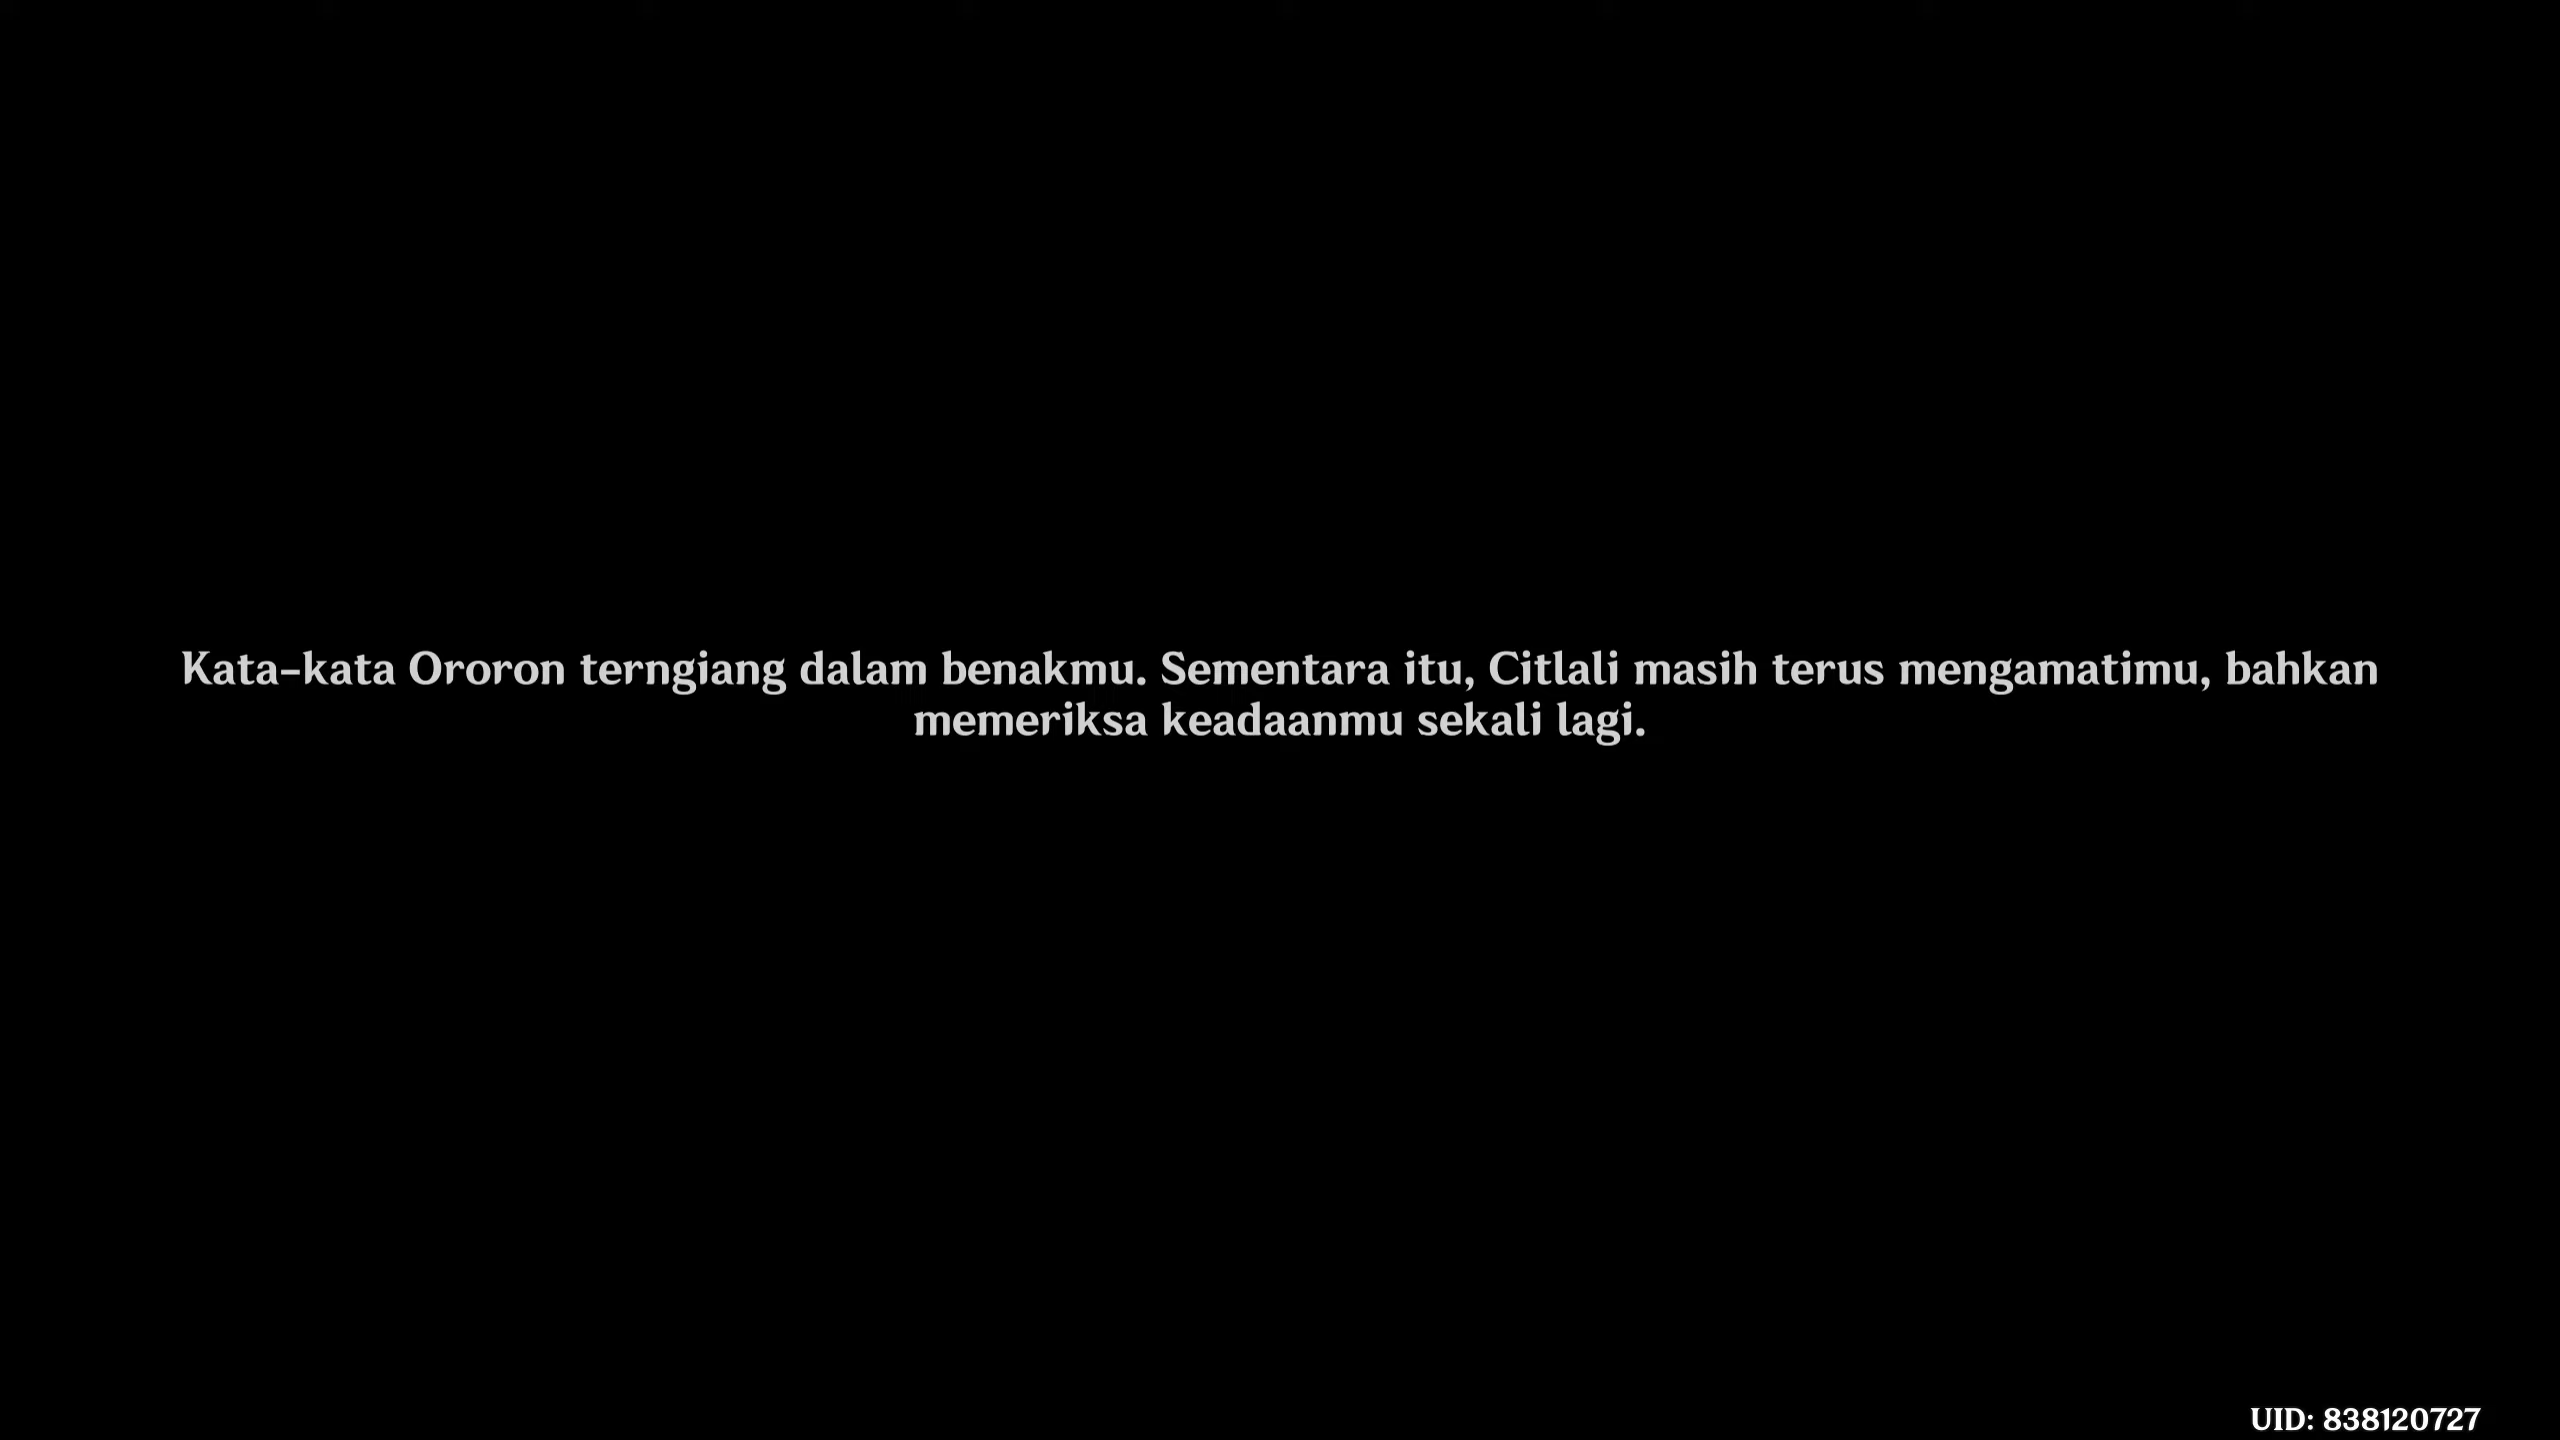 Kata-kata Ororon terngiang dalam benakmu. Sementara itu, Citlali masih terus mengamatimu, bahkan
memeriksa keadaanmu sekali lagi.
UID: 838120727